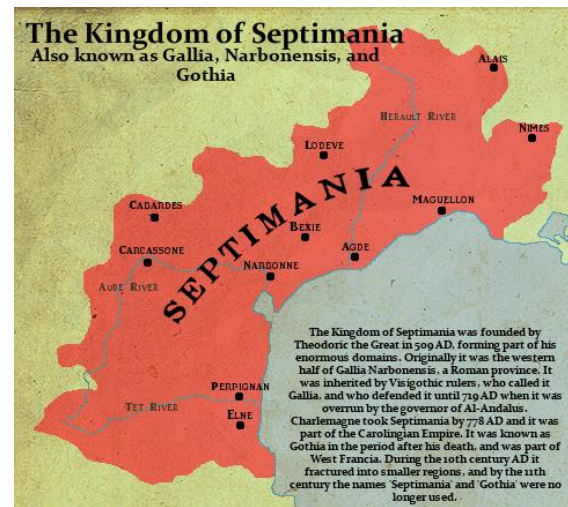 The Kingdom of Septimania
Also known as Gallia, Narbonensis, and
Gothia
Alais
Herault River
Nimes
Lodeve
SEPTIMANIA
Cabardes
Maguellon
Bexie
Carcassone
Agde
Narbonne
Aude River
The Kingdom of Septimania was founded by
Theodoric the Great in 509 AD, forming part of his
enormous domains. Originally it was the western
half of Gallia Narbonensis, a Roman province. It
was inherited by Visigothic rulers, who called it
Gallia, and who defended it until 719 AD when it was
overrun by the governor of Al-Andalus.
Charlemagne took Septimania by 778 AD and it was
part of the Carolingian Empire. It was known as
Gothia in the period after his death, and was part of
West Francia. During the 10th century AD it
fractured into smaller regions, and by the 11th
century the names 'Septimania' and 'Gothia' were no
longer used.
Perpignan
Tet River
Elne